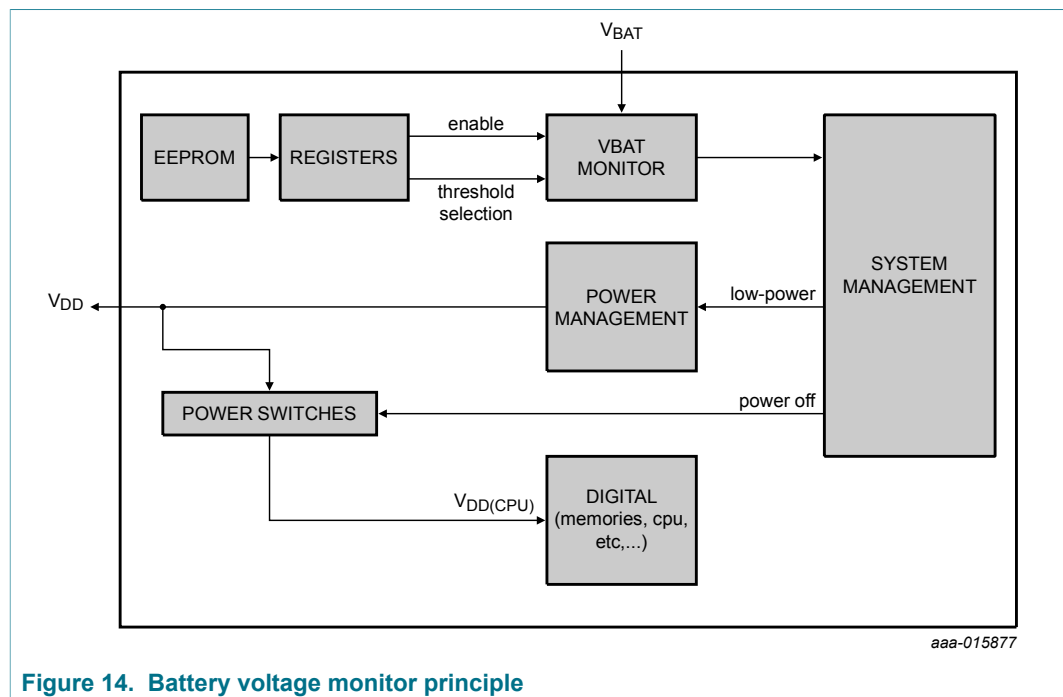 VBAT
EEPROM
REGISTERS
enable
threshold
selection
VBAT
MONITOR
SYSTEM
MANAGEMENT
VDD
POWER
MANAGEMENT
low-power
POWER SWITCHES
power off
VDD(CPU)
DIGITAL
(memories, cpu,
etc,...)
aaa-015877
Figure 14. Battery voltage monitor principle